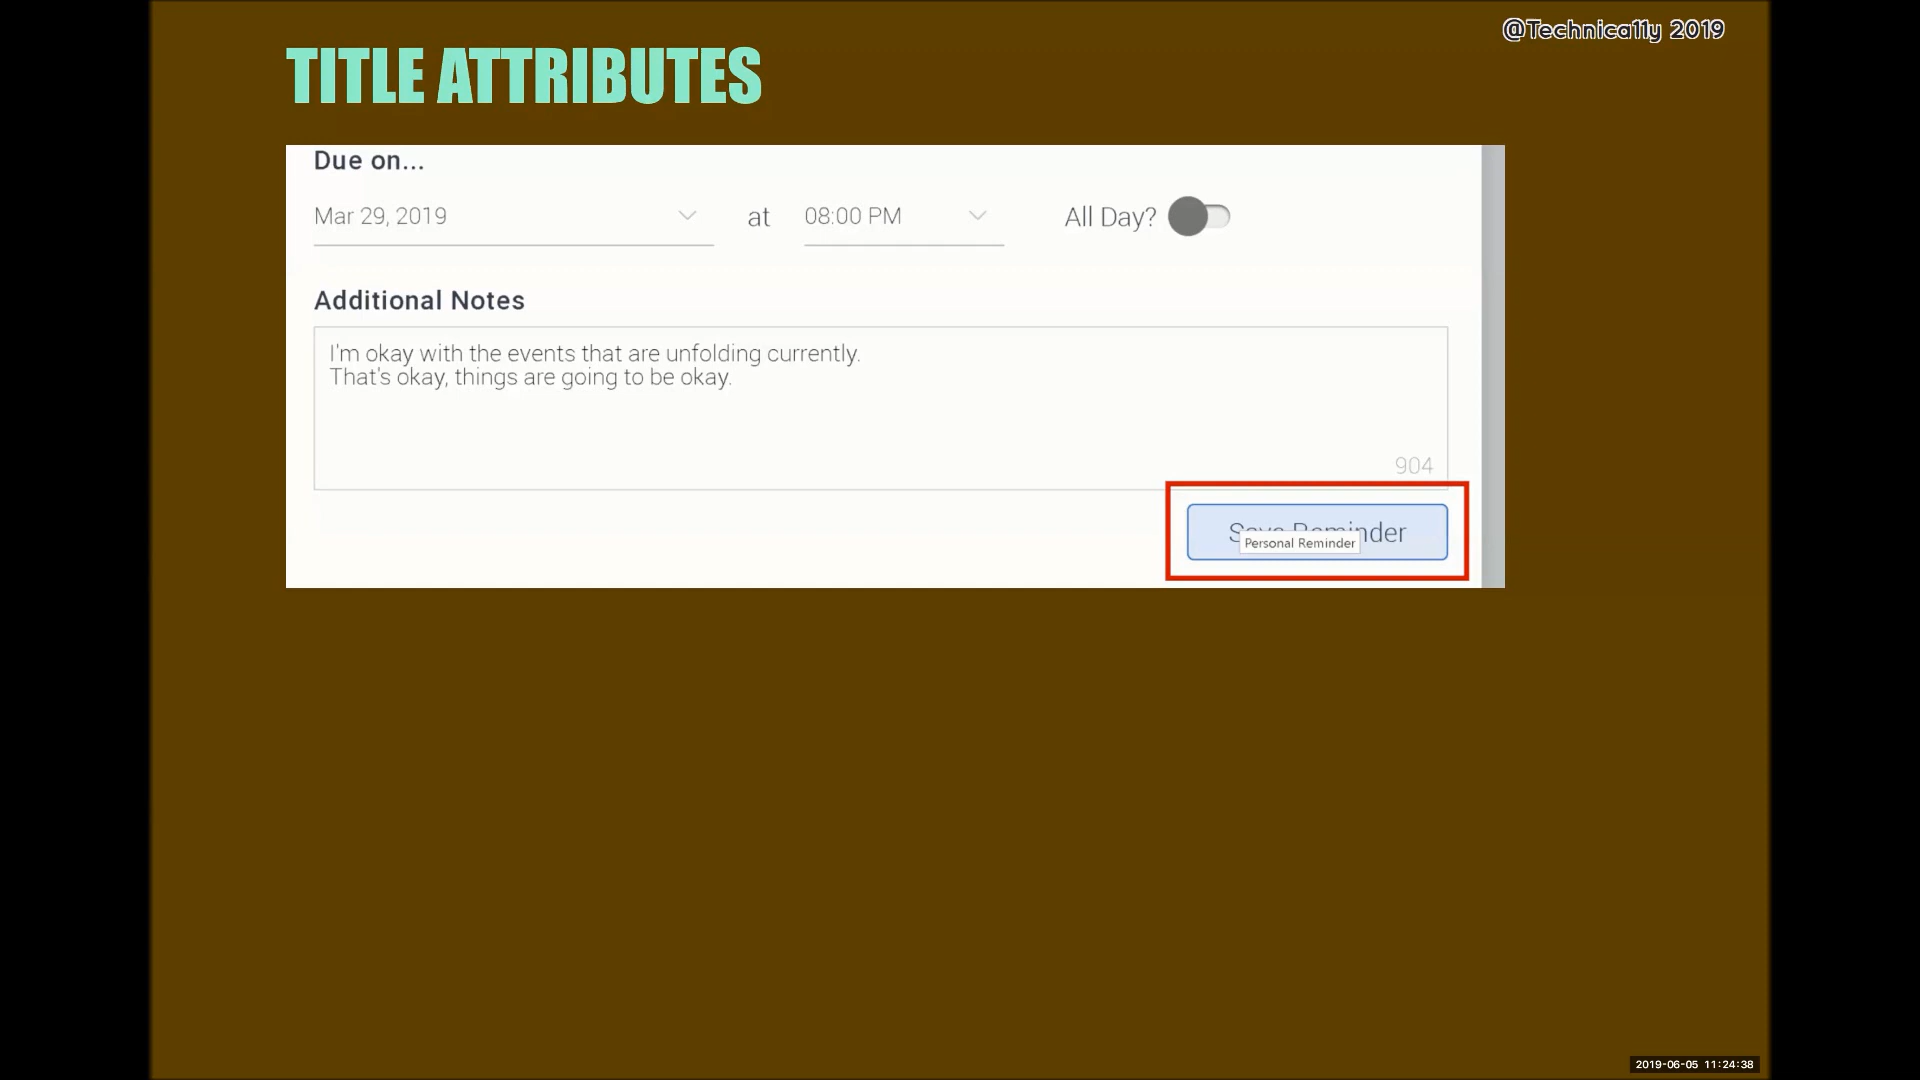 @Technica11y 2019
TITLE ATTRIBUTES
Due on...
Mar 29, 2019 at 08:00 PM All Day?
Additional Notes
I'm okay with the events that are unfolding currently.
That's okay, things are going to be okay.
904
Save Reminder
Personal Reminder
2019-06-05 11:24:38